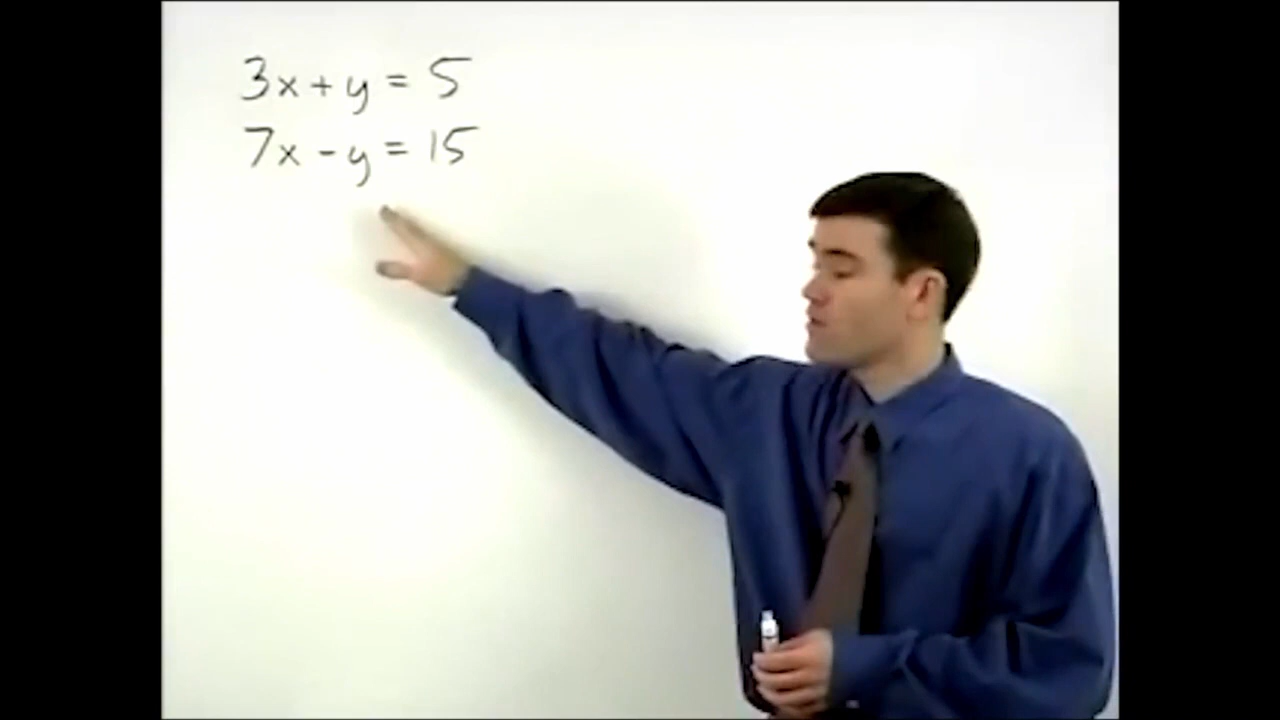 3x + y = 5
7x - y = 15